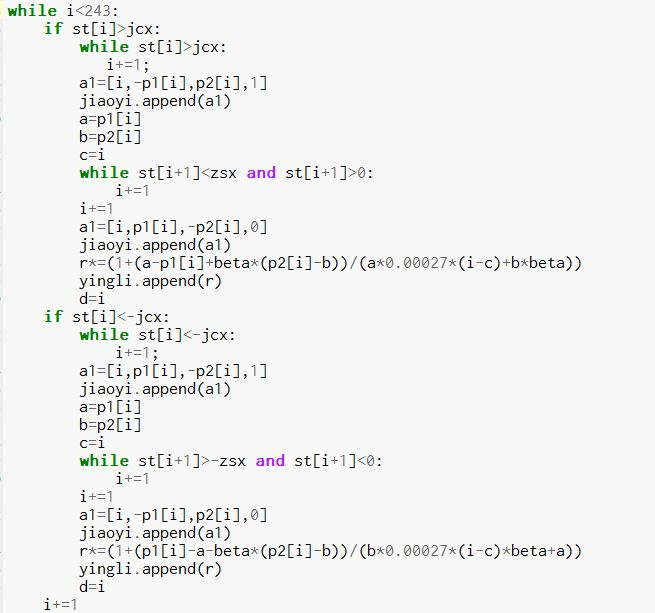 while i<243:
    if st[i]>jcx:
        while st[i]>jcx:
            i+=1;
        a1=[i,-p1[i],p2[i],1]
        jiaoyi.append(a1)
        a=p1[i]
        b=p2[i]
        c=i
        while st[i+1]<zsx and st[i+1]>0:
            i+=1
        i+=1
        a1=[i,p1[i],-p2[i],0]
        jiaoyi.append(a1)
        r*=(1+(a-p1[i]+beta*(p2[i]-b))/(a*0.00027*(i-c)+b*beta))
        yingli.append(r)
        d=i
    if st[i]<-jcx:
        while st[i]<-jcx:
            i+=1;
        a1=[i,p1[i],-p2[i],1]
        jiaoyi.append(a1)
        a=p1[i]
        b=p2[i]
        c=i
        while st[i+1]>-zsx and st[i+1]<0:
            i+=1
        i+=1
        a1=[i,-p1[i],p2[i],0]
        jiaoyi.append(a1)
        r*=(1+(p1[i]-a-beta*(p2[i]-b))/(b*0.00027*(i-c)*beta+a))
        yingli.append(r)
        d=i
    i+=1